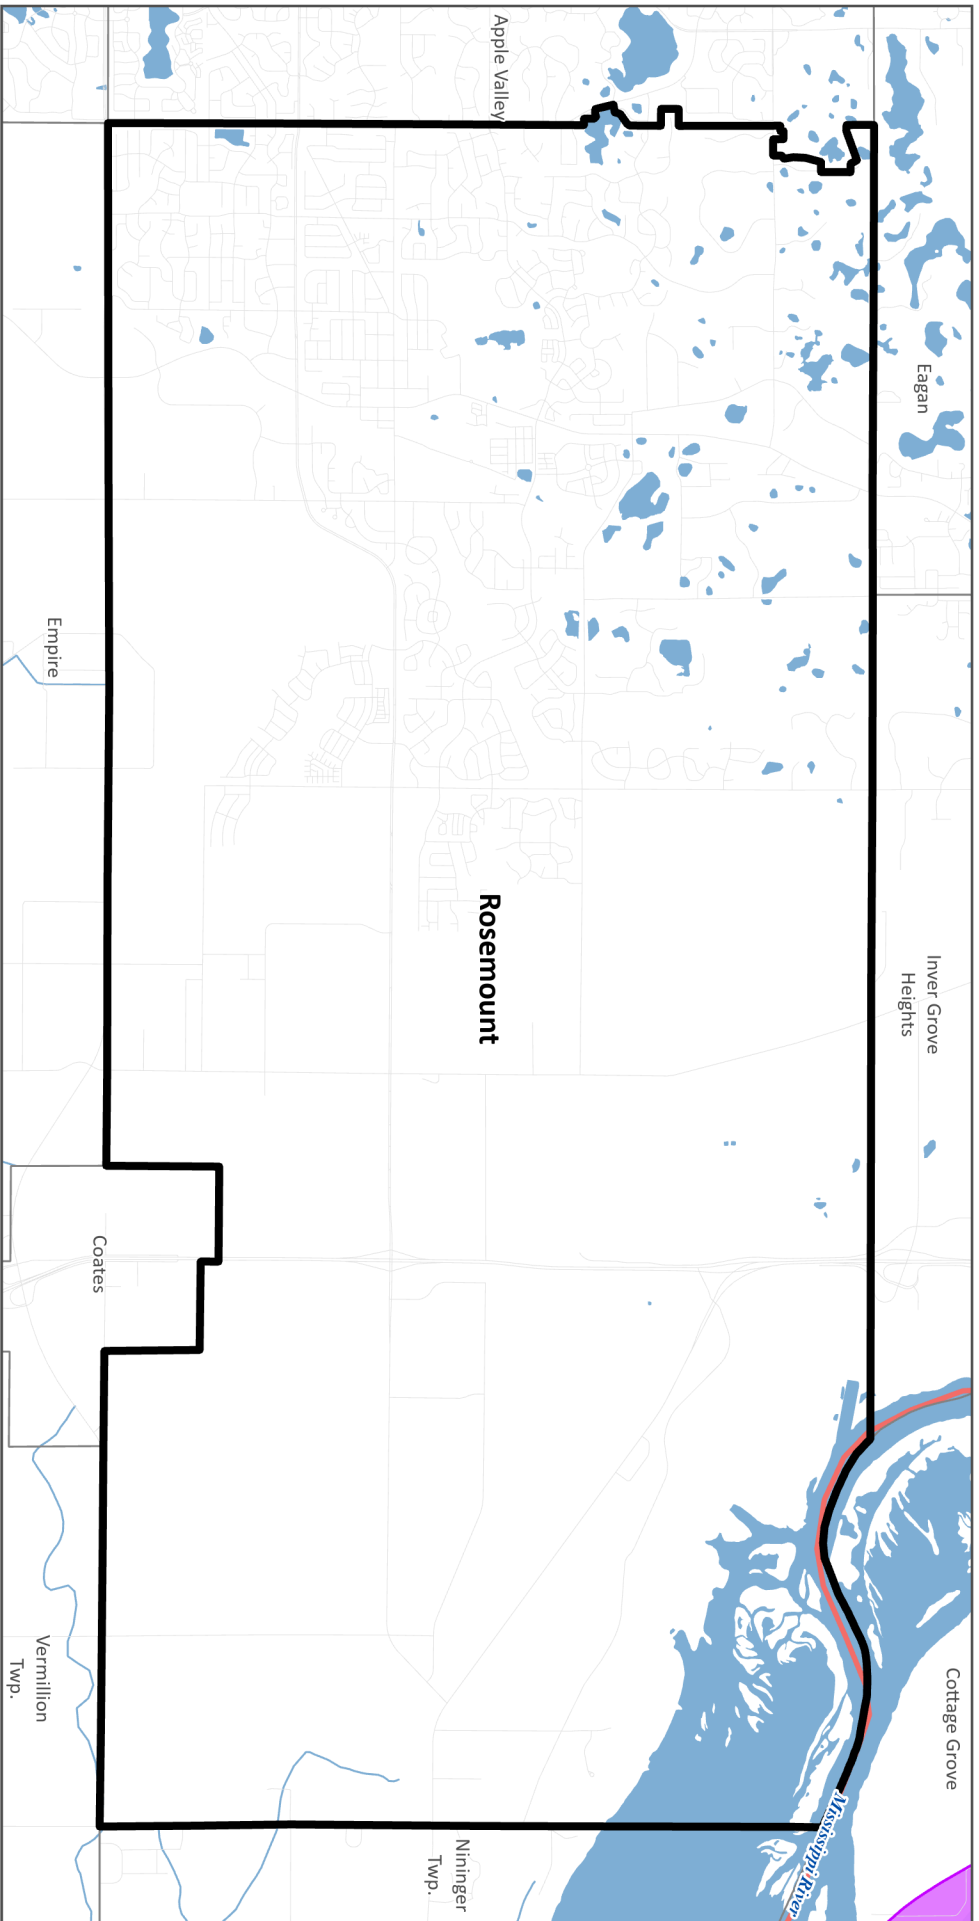 Apple Valley
Eagan
Empire
Rosemount
Inver Grove
Heights
Coates
Vermillion
Twp.
Cottage Grove
Mississippi River
Nininger
Twp.